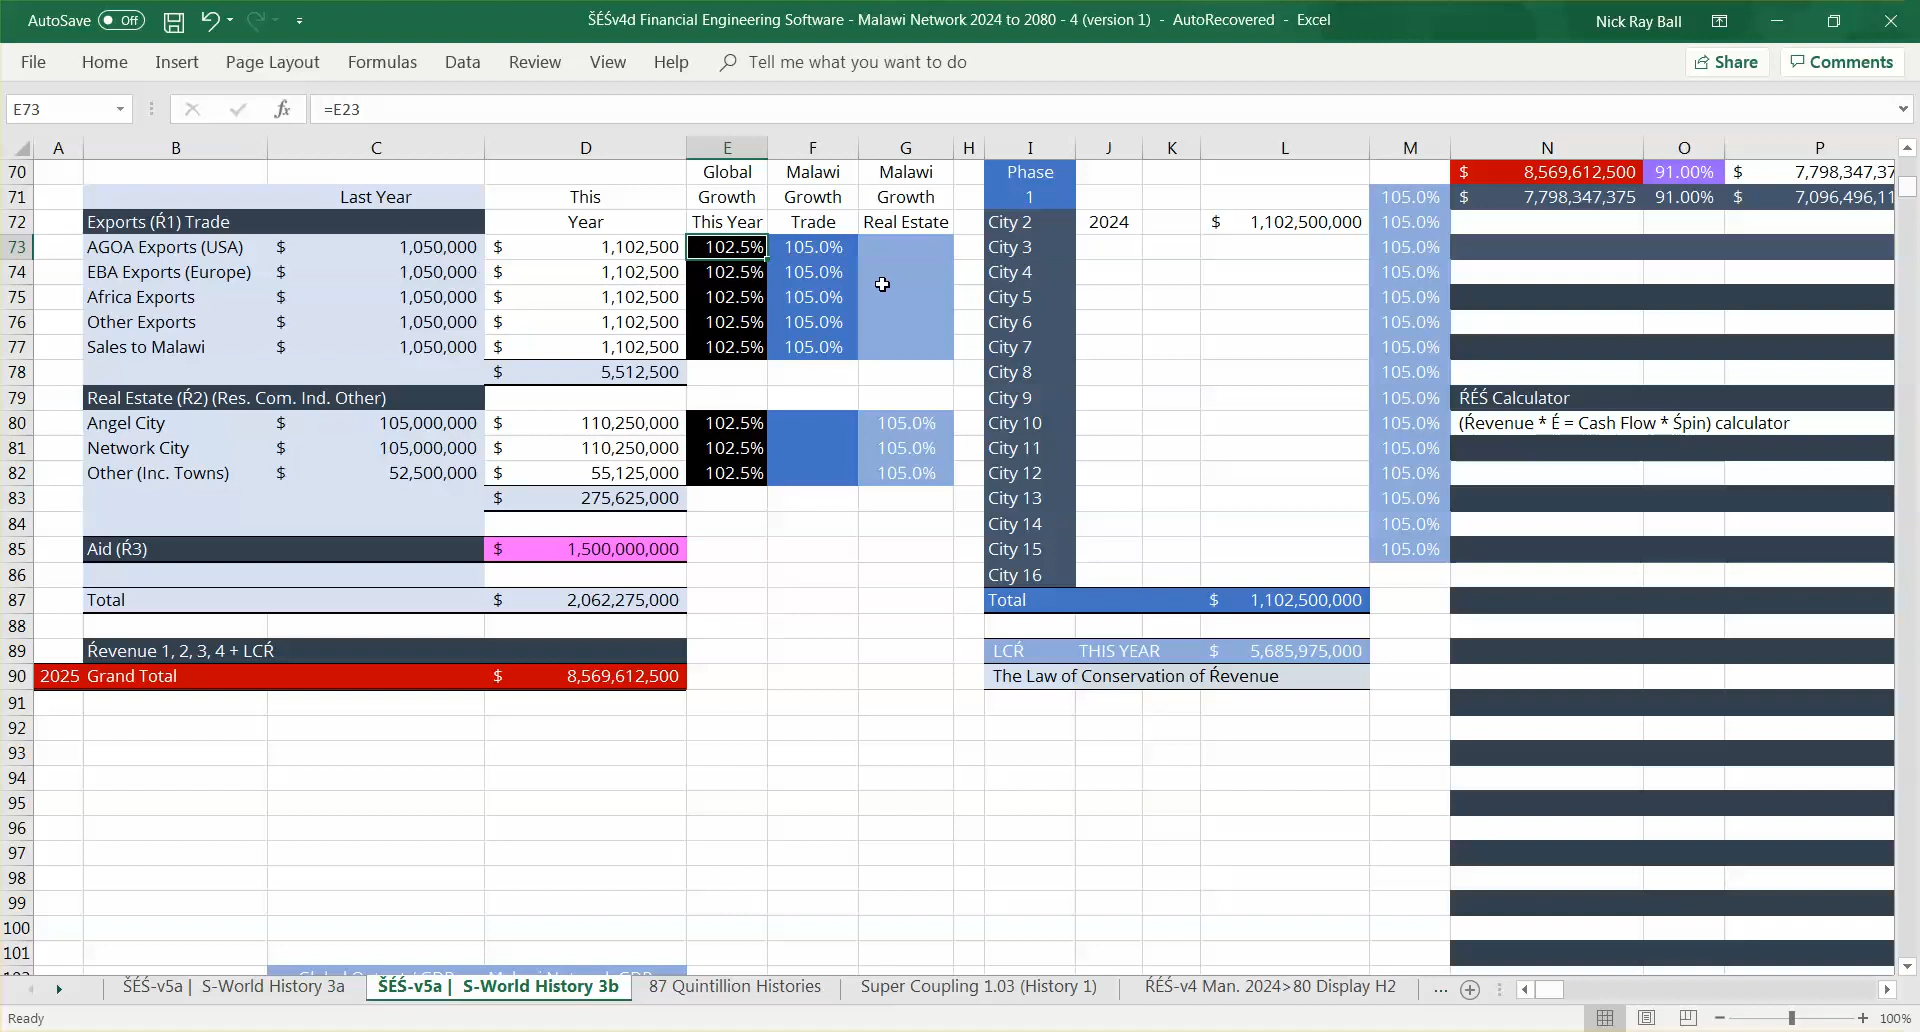 AutoSave Off ŠÉŚv4d Financial Engineering Software - Malawi Network 2024 to 2080 - 4 (version 1) - AutoRecovered - Excel Nick Ray Ball
File Home Insert Page Layout Formulas Data Review View Help Tell me what you want to do Share Comments
E73 fx =E23
A B C D E F G H I J K L M N O P
70 Global Malawi Malawi Phase $ 8,569,612,500 91.00% $ 7,798,347,37
71 Last Year This Growth Growth Growth 1 105.0% $ 7,798,347,375 91.00% $ 7,096,496,11
72 Exports (Ŕ1) Trade Year This Year Trade Real Estate City 2 2024 $ 1,102,500,000 105.0%
73 AGOA Exports (USA) $ 1,050,000 $ 1,102,500 102.5% 105.0% City 3 105.0%
74 EBA Exports (Europe) $ 1,050,000 $ 1,102,500 102.5% 105.0% City 4 105.0%
75 Africa Exports $ 1,050,000 $ 1,102,500 102.5% 105.0% City 5 105.0%
76 Other Exports $ 1,050,000 $ 1,102,500 102.5% 105.0% City 6 105.0%
77 Sales to Malawi $ 1,050,000 $ 1,102,500 102.5% 105.0% City 7 105.0%
78 $ 5,512,500 City 8 105.0%
79 Real Estate (Ŕ2) (Res. Com. Ind. Other) City 9 105.0% ŔÉŚ Calculator
80 Angel City $ 105,000,000 $ 110,250,000 102.5% 105.0% City 10 105.0% (Ŕevenue * É = Cash Flow * Śpin) calculator
81 Network City $ 105,000,000 $ 110,250,000 102.5% 105.0% City 11 105.0%
82 Other (Inc. Towns) $ 52,500,000 $ 55,125,000 102.5% 105.0% City 12 105.0%
83 $ 275,625,000 City 13 105.0%
84 City 14 105.0%
85 Aid (Ŕ3) $ 1,500,000,000 City 15 105.0%
86 City 16
87 Total $ 2,062,275,000 Total $ 1,102,500,000
88
89 Ŕevenue 1, 2, 3, 4 + LCŔ LCŔ THIS YEAR $ 5,685,975,000
90 2025 Grand Total $ 8,569,612,500 The Law of Conservation of Ŕevenue
91
92
93
94
95
96
97
98
99
100
101
ŠÉŚ-v5a | S-World History 3a ŠÉŚ-v5a | S-World History 3b 87 Quintillion Histories Super Coupling 1.03 (History 1) ŔÉŚ-v4 Man. 2024>80 Display H2 ...
Ready 100%